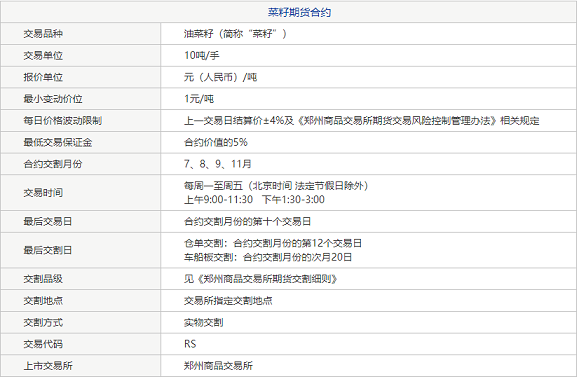 菜籽期货合约
交易品种 油菜籽（简称“菜籽”）
交易单位 10吨/手
报价单位 元（人民币）/吨
最小变动价位 1元/吨
每日价格波动限制 上一交易日结算价±4%及《郑州商品交易所期货交易风险控制管理办法》相关规定
最低交易保证金 合约价值的5%
合约交割月份 7、8、9、11月
交易时间 每周一至周五（北京时间 法定节假日除外）
上午9:00-11:30 下午1:30-3:00
最后交易日 合约交割月份的第十个交易日
最后交割日 仓单交割：合约交割月份的第12个交易日
车船板交割：合约交割月份的次月20日
交割品级 见《郑州商品交易所期货交割细则》
交割地点 交易所指定交割地点
交割方式 实物交割
交易代码 RS
上市交易所 郑州商品交易所